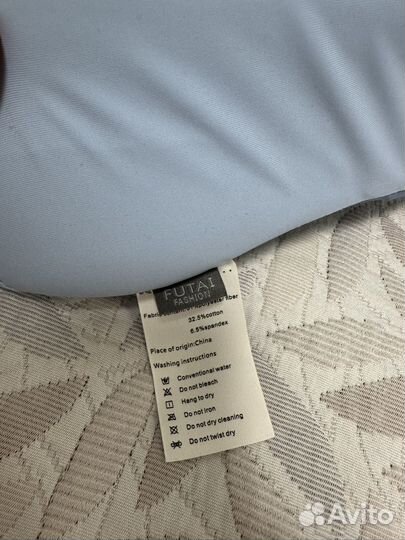 FUTAI
FASHION
32.5%cotton
6.5%spandex
Place of origin:China
Washing instructions
Conventional water
Do not bleach
Hang to dry
Do not iron
Do not dry cleaning
Do not twist dry
Avito